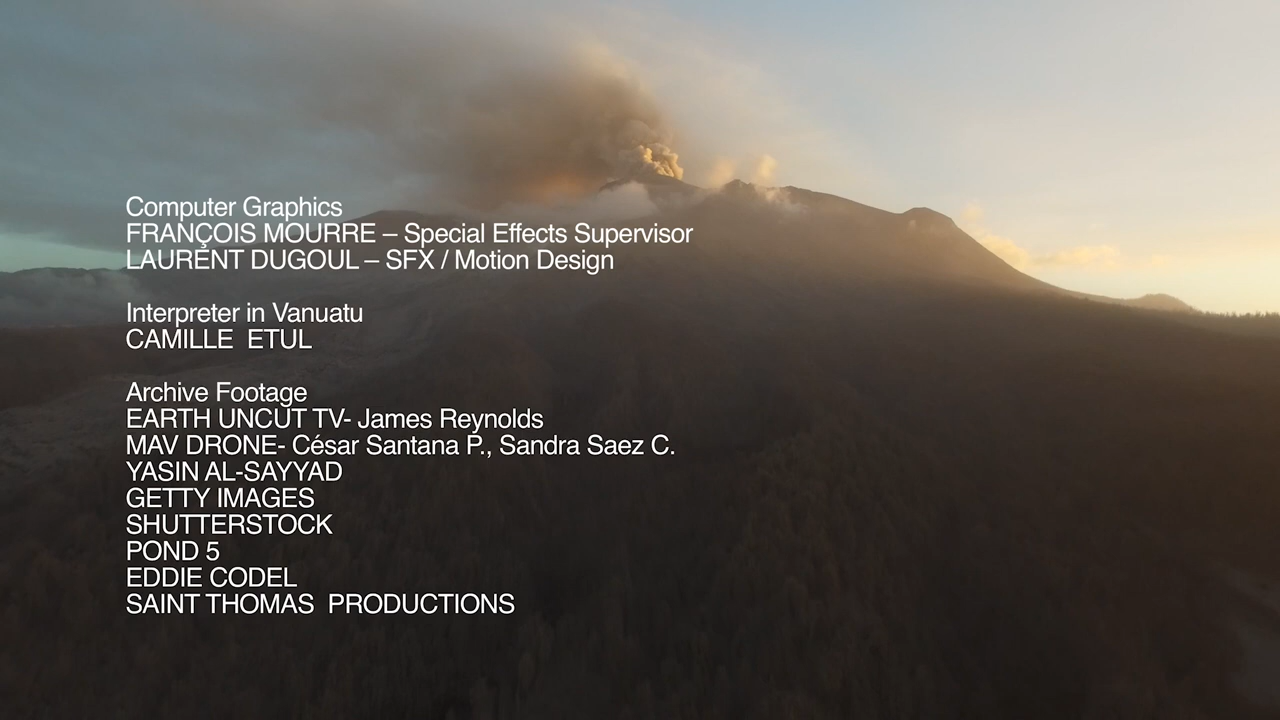 Computer Graphics
FRANÇOIS MOURRE – Special Effects Supervisor
LAURENT DUGOUL – SFX / Motion Design
Interpreter in Vanuatu
CAMILLE ETUL
Archive Footage
EARTH UNCUT TV- James Reynolds
MAV DRONE- César Santana P., Sandra Saez C.
YASIN AL-SAYYAD
GETTY IMAGES
SHUTTERSTOCK
POND 5
EDDIE CODEL
SAINT THOMAS PRODUCTIONS